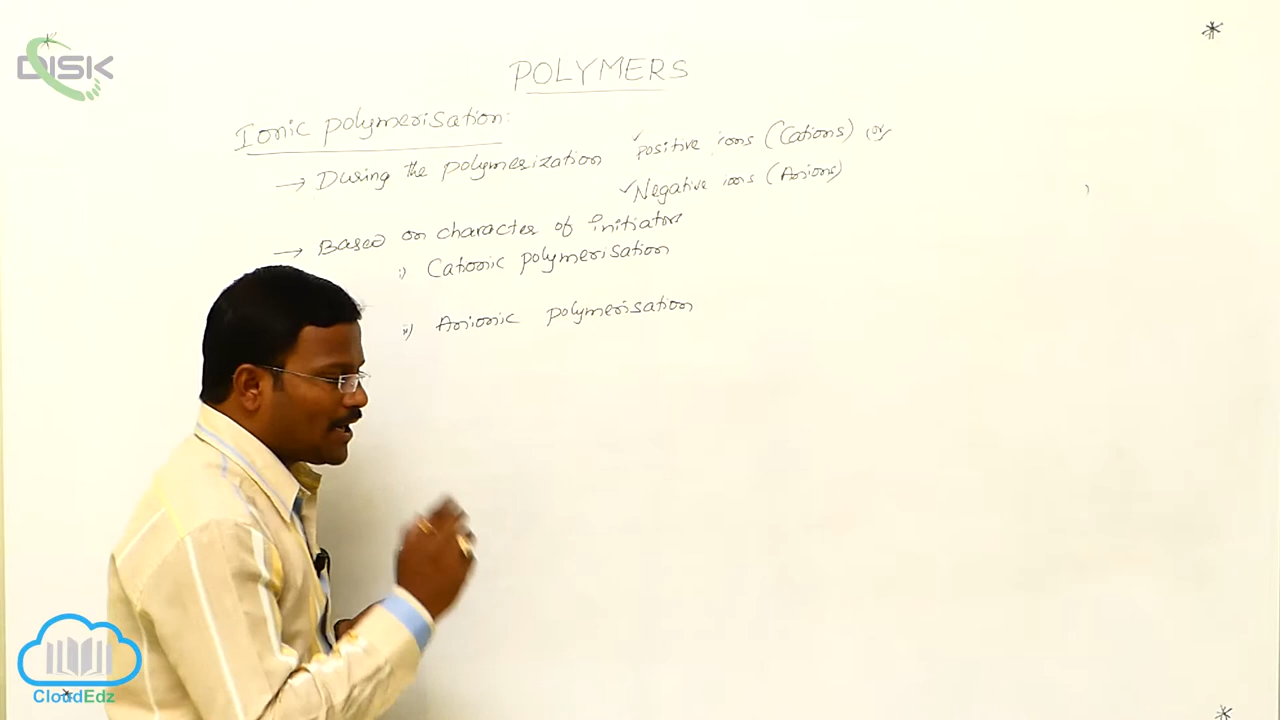 DISK
POLYMERS
Ionic polymerisation:
→ During the polymerization ✓positive ions (Cations) (or)
✓Negative ions (Anions)
→ Based on character of initiators
i) Cationic polymerisation
ii) Anionic polymerisation
CloudEdz